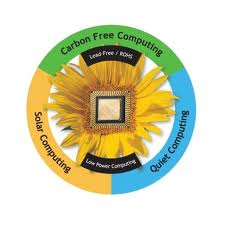 Carbon Free Computing
Lead-Free / ROHS
Solar Computing
Quiet Computing
Low Power Computing